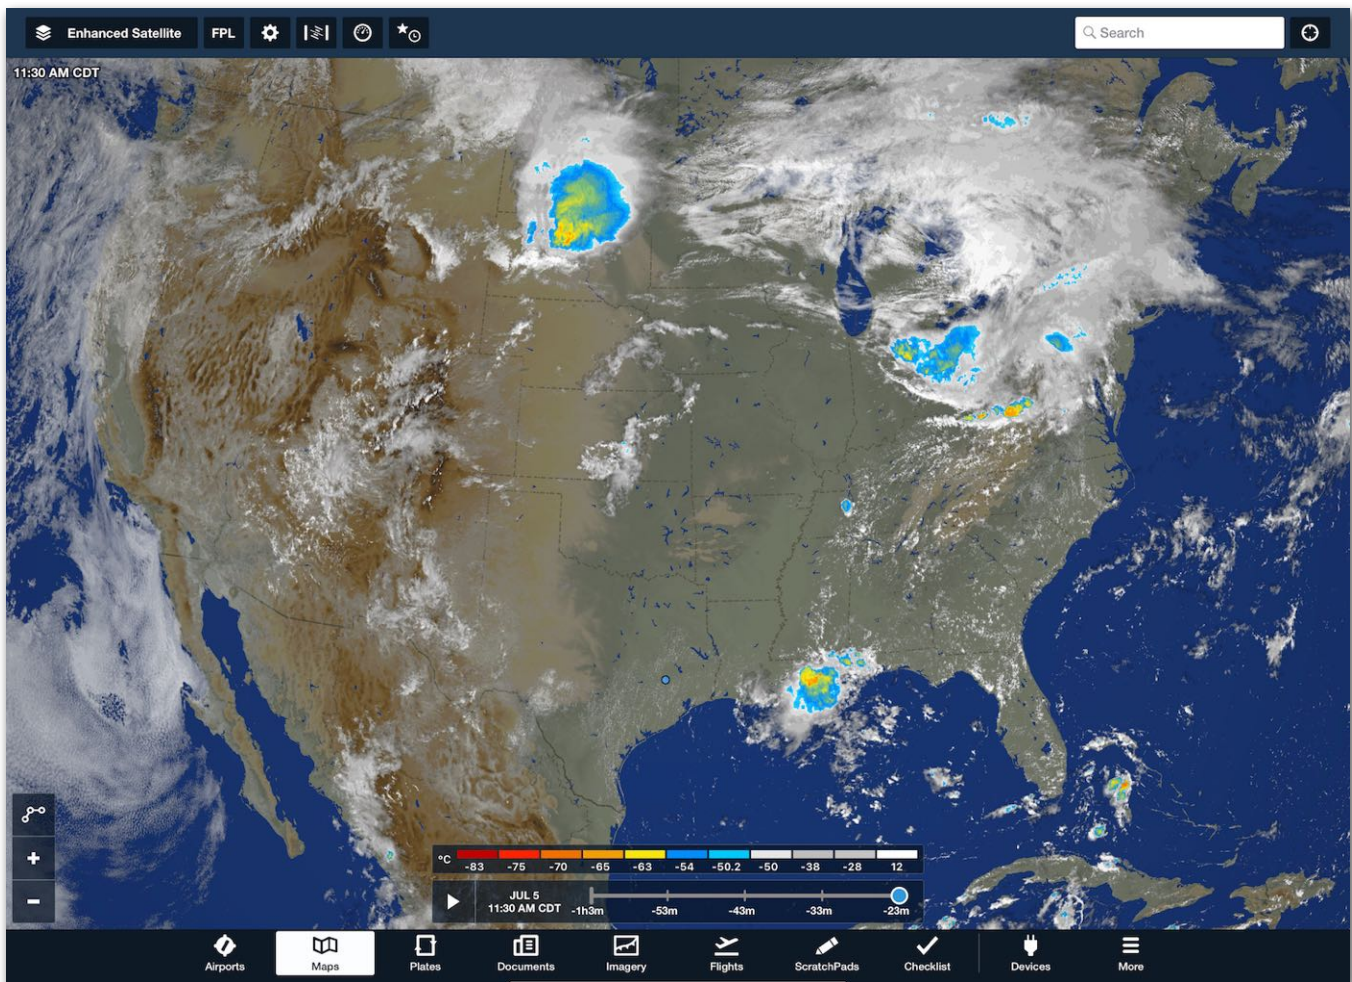 Enhanced Satellite
FPL
Search
11:30 AM CDT
°C
-83 -75 -70 -65 -63 -54 -50.2 -50 -38 -28 12
JUL 5
11:30 AM CDT
-1h3m -53m -43m -33m -23m
Airports Maps Plates Documents Imagery Flights ScratchPads Checklist Devices More